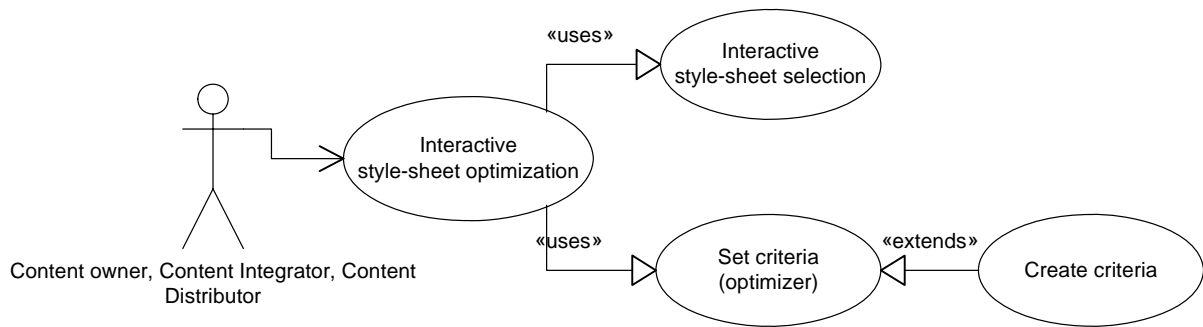 «uses»
Interactive
style-sheet selection
Interactive
style-sheet optimization
«uses»
Set criteria
(optimizer)
«extends»
Create criteria
Content owner, Content Integrator, Content
Distributor